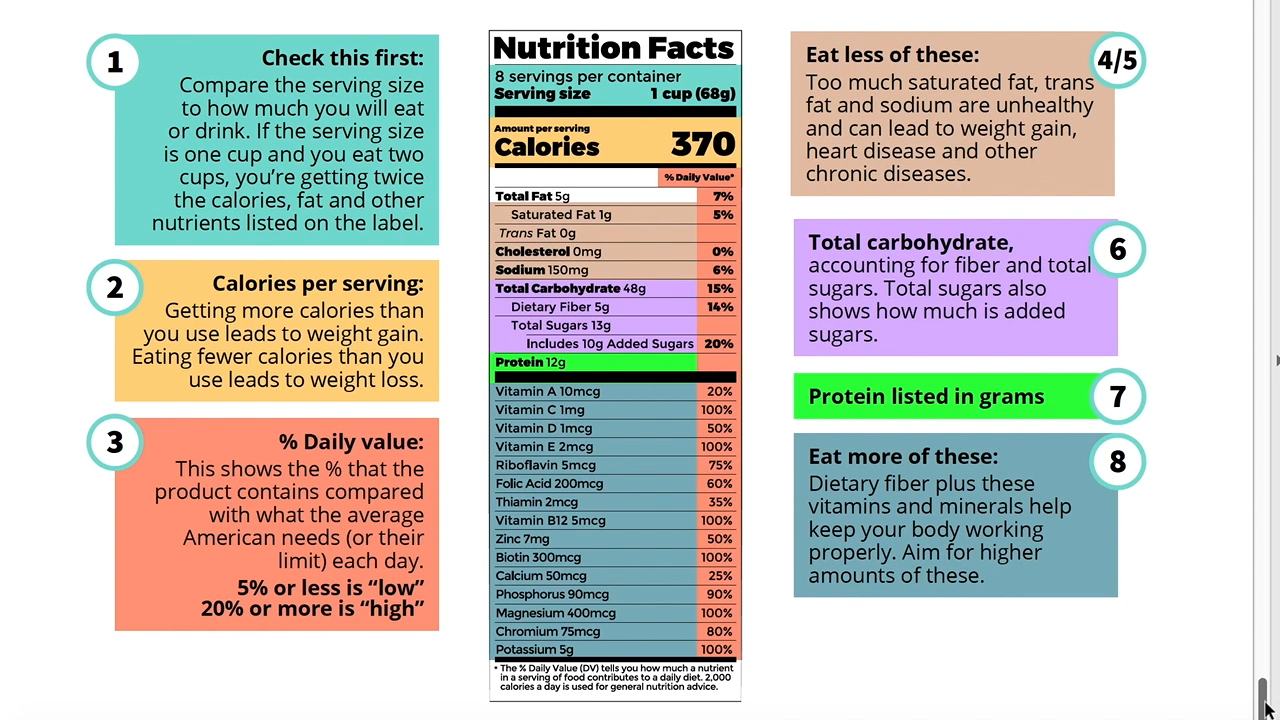 1
Check this first:
Compare the serving size
to how much you will eat
or drink. If the serving size
is one cup and you eat two
cups, you’re getting twice
the calories, fat and other
nutrients listed on the label.
2
Calories per serving:
Getting more calories than
you use leads to weight gain.
Eating fewer calories than you
use leads to weight loss.
3
% Daily value:
This shows the % that the
product contains compared
with what the average
American needs (or their
limit) each day.
5% or less is “low”
20% or more is “high”
Nutrition Facts
8 servings per container
Serving size 1 cup (68g)
Amount per serving
Calories 370
% Daily Value*
Total Fat 5g 7%
Saturated Fat 1g 5%
Trans Fat 0g
Cholesterol 0mg 0%
Sodium 150mg 6%
Total Carbohydrate 48g 15%
Dietary Fiber 5g 14%
Total Sugars 13g
Includes 10g Added Sugars 20%
Protein 12g
Vitamin A 10mcg 20%
Vitamin C 1mg 100%
Vitamin D 1mcg 50%
Vitamin E 2mcg 100%
Riboflavin 5mcg 75%
Folic Acid 200mcg 60%
Thiamin 2mcg 35%
Vitamin B12 5mcg 100%
Zinc 7mg 50%
Biotin 300mcg 100%
Calcium 50mcg 25%
Phosphorus 90mcg 90%
Magnesium 400mcg 100%
Chromium 75mcg 80%
Potassium 5g 100%
* The % Daily Value (DV) tells you how much a nutrient
in a serving of food contributes to a daily diet. 2,000
calories a day is used for general nutrition advice.
4/5
Eat less of these:
Too much saturated fat, trans
fat and sodium are unhealthy
and can lead to weight gain,
heart disease and other
chronic diseases.
6
Total carbohydrate,
accounting for fiber and total
sugars. Total sugars also
shows how much is added
sugars.
Protein listed in grams
7
8
Eat more of these:
Dietary fiber plus these
vitamins and minerals help
keep your body working
properly. Aim for higher
amounts of these.